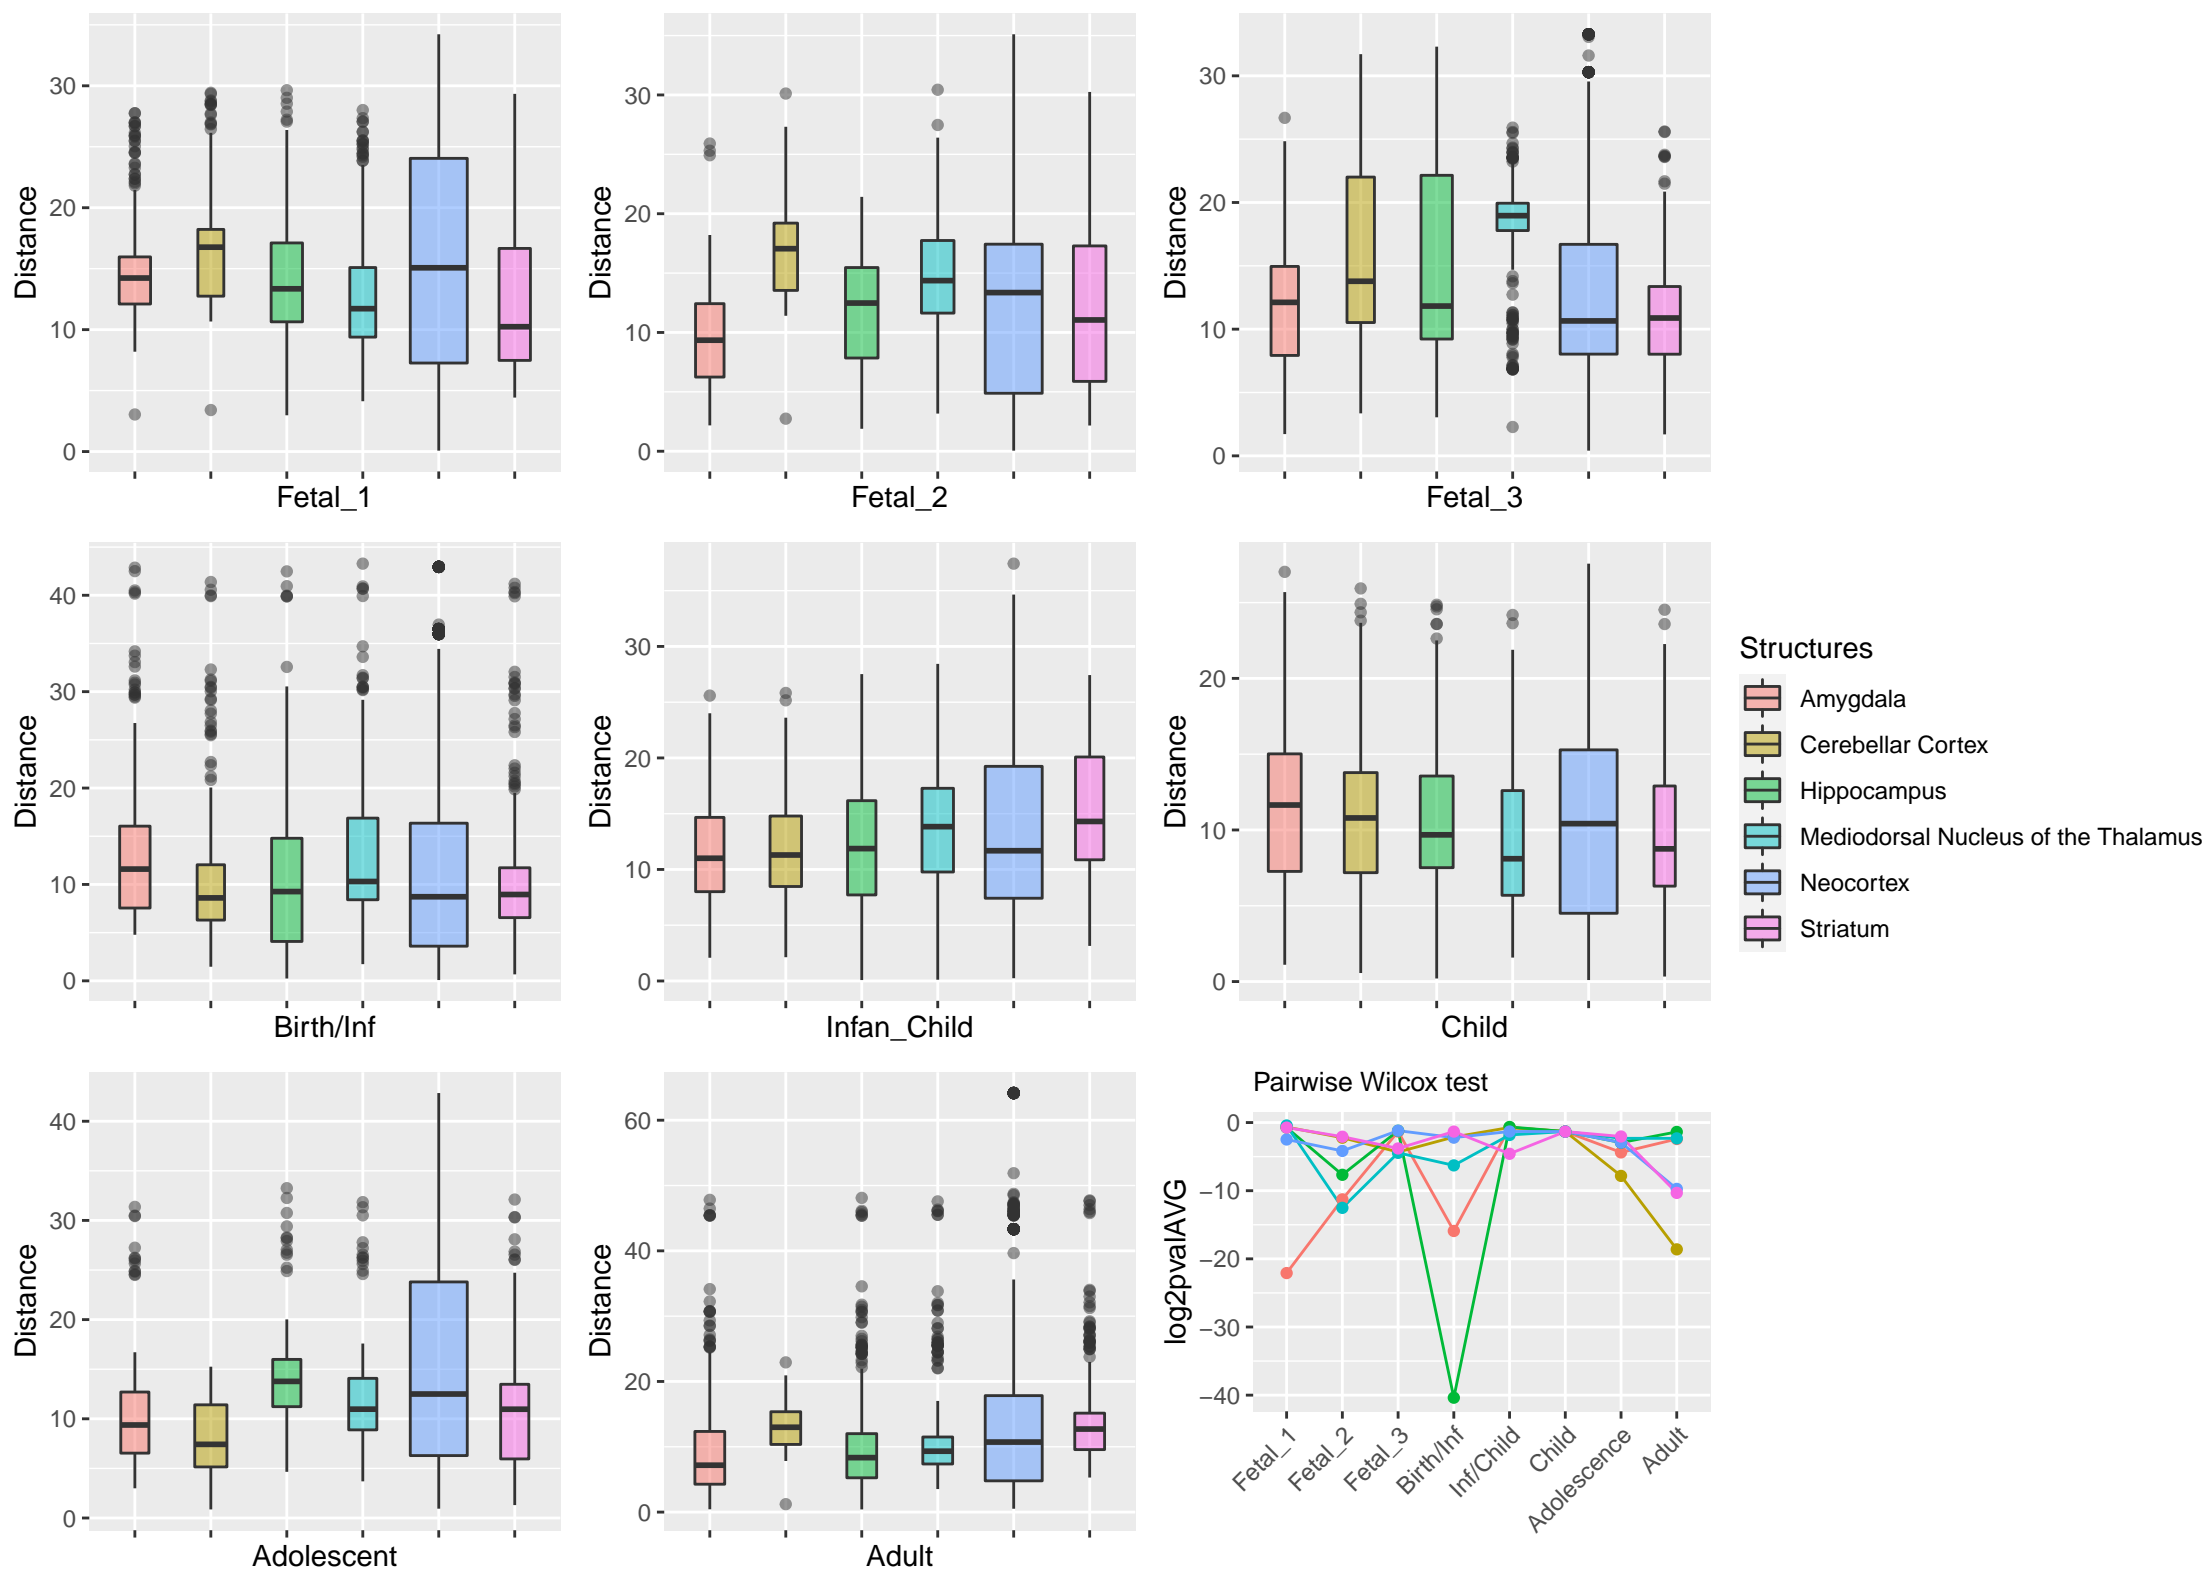 30
20
10
0
Distance
Fetal_1
30
20
10
0
Distance
Fetal_2
30
20
10
0
Distance
Fetal_3
40
30
20
10
0
Distance
Birth/Inf
30
20
10
0
Distance
Infan_Child
20
10
0
Distance
Child
Structures
Amygdala
Cerebellar Cortex
Hippocampus
Mediodorsal Nucleus of the Thalamus
Neocortex
Striatum
40
30
20
10
0
Distance
Adolescent
60
40
20
0
Distance
Adult
Pairwise Wilcox test
0
−10
−20
−30
−40
log2pvalAVG
Fetal_1
Fetal_2
Fetal_3
Birth/Inf
Inf/Child
Child
Adolescence
Adult